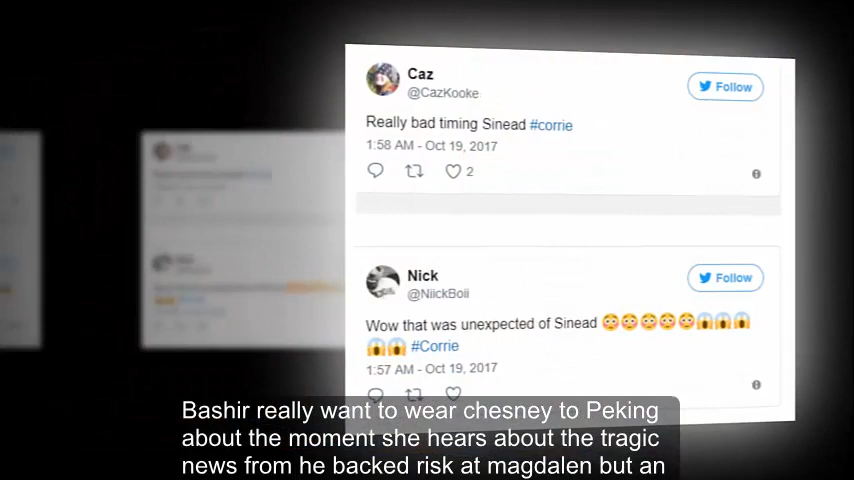 Caz
@CazKooke
Follow
Really bad timing Sinead #corrie
1:58 AM - Oct 19, 2017
2
Nick
@NiickBoii
Follow
Wow that was unexpected of Sinead 😳😳😳😳😳😱😱😱
😱😱 #Corrie
1:57 AM - Oct 19, 2017
Bashir really want to wear chesney to Peking
about the moment she hears about the tragic
news from he backed risk at magdalen but an